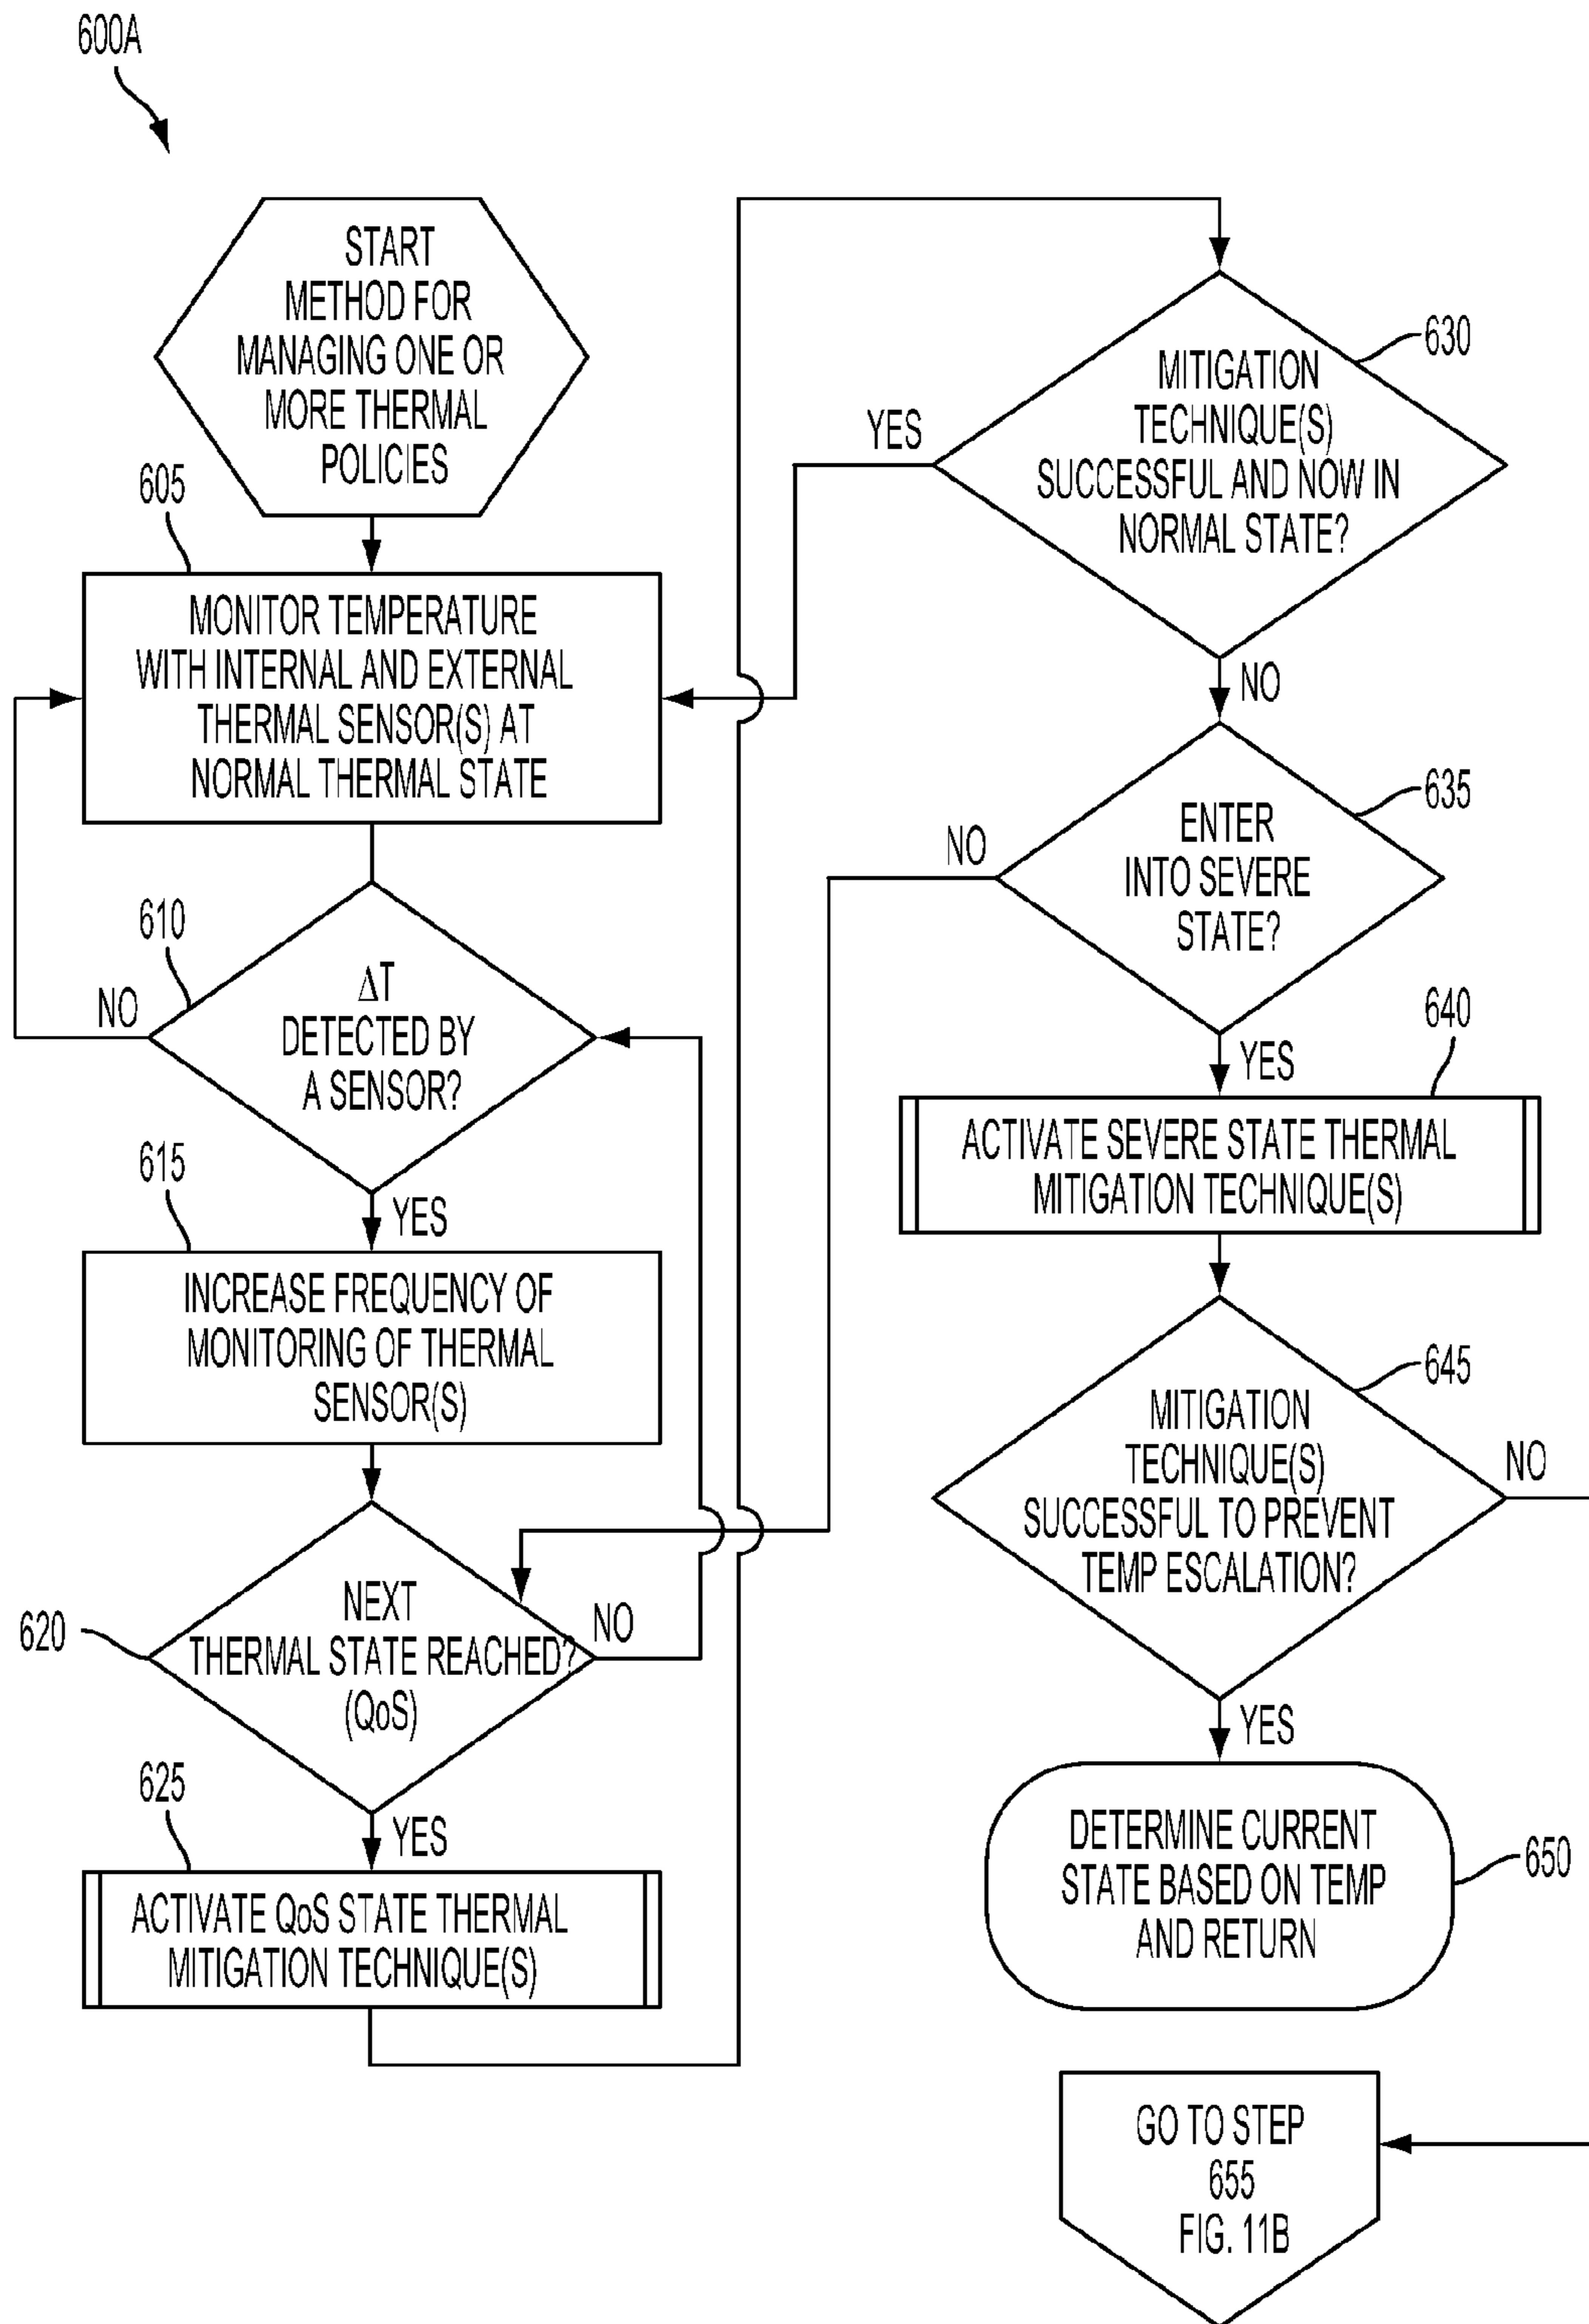 600A
START
METHOD FOR
MANAGING ONE OR
MORE THERMAL
POLICIES
605
MONITOR TEMPERATURE
WITH INTERNAL AND EXTERNAL
THERMAL SENSOR(S) AT
NORMAL THERMAL STATE
610
ΔT
DETECTED BY
A SENSOR?
NO
YES
615
INCREASE FREQUENCY OF
MONITORING OF THERMAL
SENSOR(S)
620
NEXT
THERMAL STATE REACHED?
(QoS)
NO
YES
625
ACTIVATE QoS STATE THERMAL
MITIGATION TECHNIQUE(S)
630
MITIGATION
TECHNIQUE(S)
SUCCESSFUL AND NOW IN
NORMAL STATE?
YES
NO
635
ENTER
INTO SEVERE
STATE?
NO
YES
640
ACTIVATE SEVERE STATE THERMAL
MITIGATION TECHNIQUE(S)
645
MITIGATION
TECHNIQUE(S)
SUCCESSFUL TO PREVENT
TEMP ESCALATION?
NO
YES
DETERMINE CURRENT
STATE BASED ON TEMP
AND RETURN
650
GO TO STEP
655
FIG. 11B